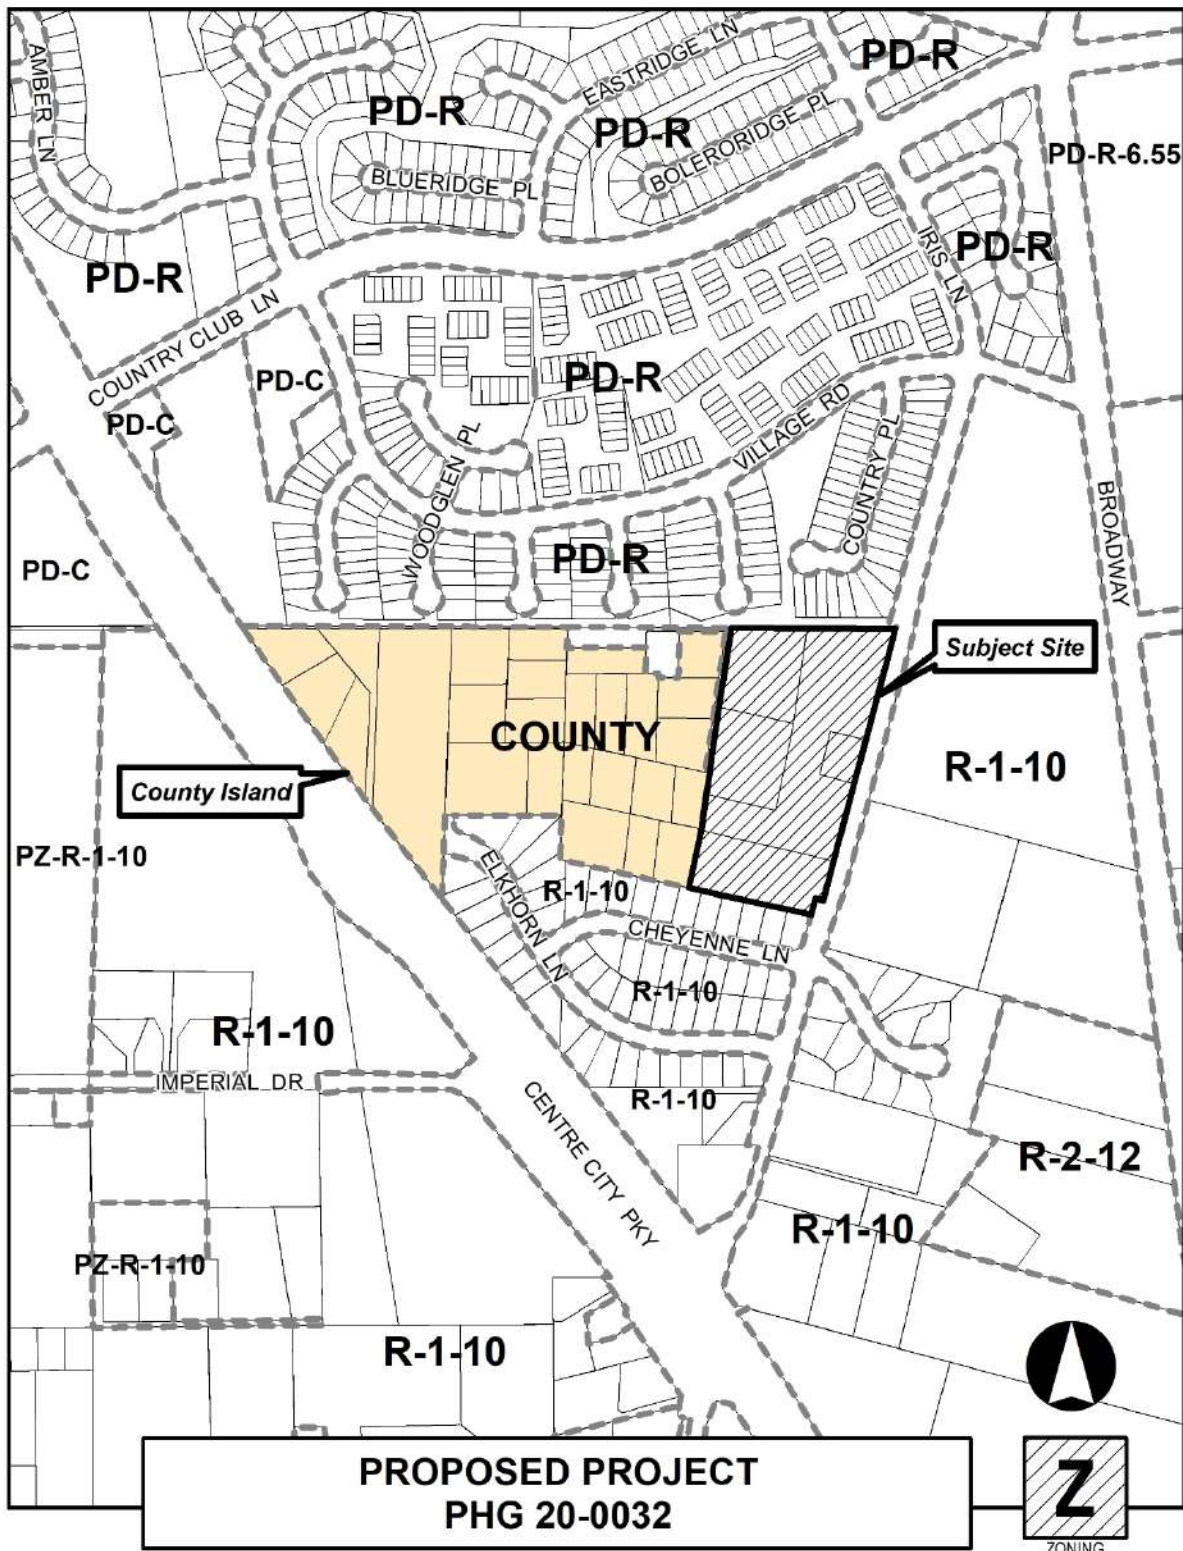 AMBER LN
EASTRIDGE LN
PD-R
PD-R
PD-R
BOLERORIDGE PL
PD-R-6.55
BLUERIDGE PL
IRIS LN
PD-R
PD-R
COUNTRY CLUB LN
PD-C
PD-R
PD-C
VILLAGE RD
WOODGLEN PL
COUNTRY PL
BROADWAY
PD-C
PD-R
Subject Site
COUNTY
R-1-10
County Island
PZ-R-1-10
ELKHORN LN
R-1-10
CHEYENNE LN
R-1-10
R-1-10
IMPERIAL DR
R-1-10
CENTRE CITY PKY
R-2-12
R-1-10
PZ-R-1-10
R-1-10
PROPOSED PROJECT
PHG 20-0032
Z
ZONING